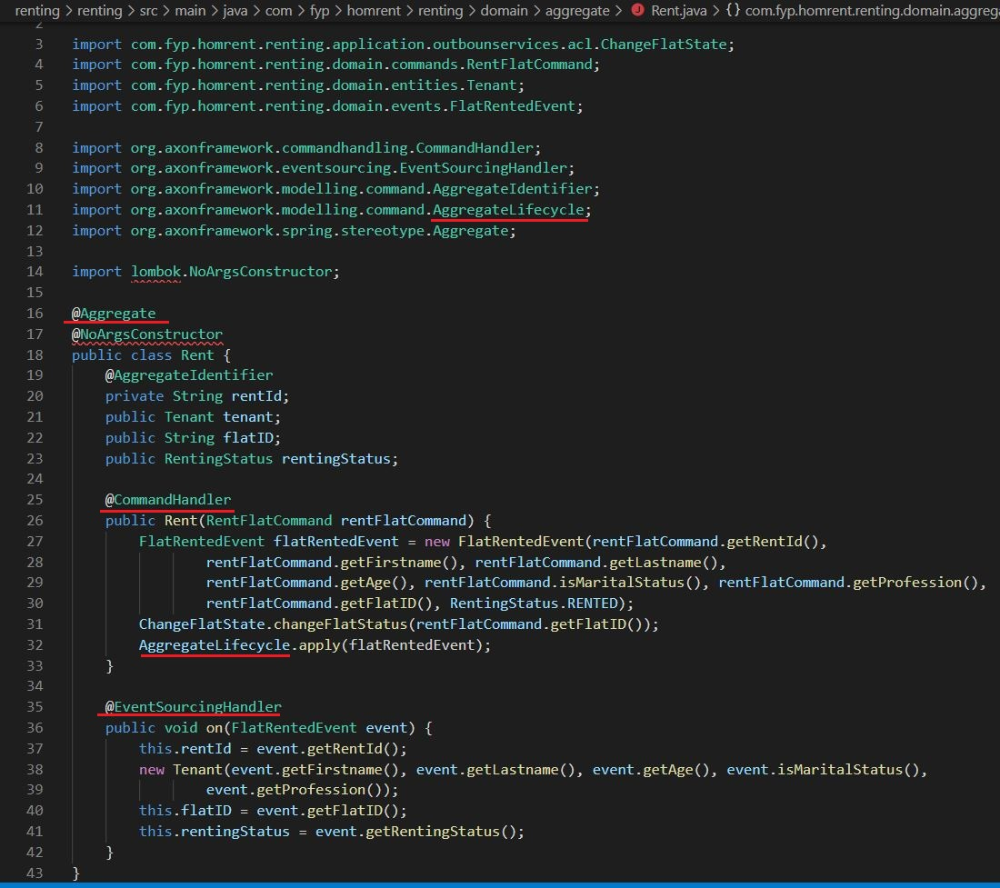 renting > renting > src > main > java > com > fyp > homrent > renting > domain > aggregate > Rent.java > {} com.fyp.homrent.renting.domain.aggreg
2
3 import com.fyp.homrent.renting.application.outbounservices.acl.ChangeFlatState;
4 import com.fyp.homrent.renting.domain.commands.RentFlatCommand;
5 import com.fyp.homrent.renting.domain.entities.Tenant;
6 import com.fyp.homrent.renting.domain.events.FlatRentedEvent;
7
8 import org.axonframework.commandhandling.CommandHandler;
9 import org.axonframework.eventsourcing.EventSourcingHandler;
10 import org.axonframework.modelling.command.AggregateIdentifier;
11 import org.axonframework.modelling.command.AggregateLifecycle;
12 import org.axonframework.spring.stereotype.Aggregate;
13
14 import lombok.NoArgsConstructor;
15
16 @Aggregate
17 @NoArgsConstructor
18 public class Rent {
19 @AggregateIdentifier
20 private String rentId;
21 public Tenant tenant;
22 public String flatID;
23 public RentingStatus rentingStatus;
24
25 @CommandHandler
26 public Rent(RentFlatCommand rentFlatCommand) {
27 FlatRentedEvent flatRentedEvent = new FlatRentedEvent(rentFlatCommand.getRentId(),
28 rentFlatCommand.getFirstname(), rentFlatCommand.getLastname(),
29 rentFlatCommand.getAge(), rentFlatCommand.isMaritalStatus(), rentFlatCommand.getProfession(),
30 rentFlatCommand.getFlatID(), RentingStatus.RENTED);
31 ChangeFlatState.changeFlatStatus(rentFlatCommand.getFlatID());
32 AggregateLifecycle.apply(flatRentedEvent);
33 }
34
35 @EventSourcingHandler
36 public void on(FlatRentedEvent event) {
37 this.rentId = event.getRentId();
38 new Tenant(event.getFirstname(), event.getLastname(), event.getAge(), event.isMaritalStatus(),
39 event.getProfession());
40 this.flatID = event.getFlatID();
41 this.rentingStatus = event.getRentingStatus();
42 }
43 }